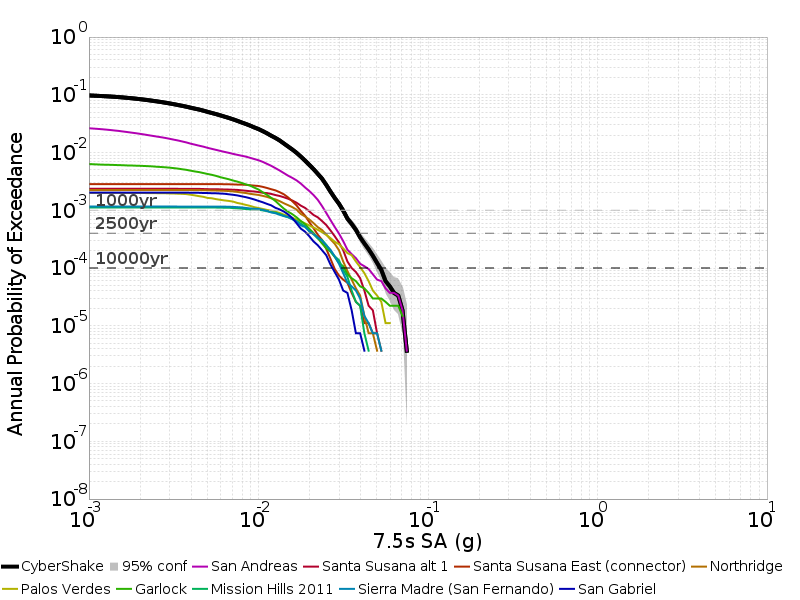 10^0
10^-1
10^-2
10^-3
10^-4
10^-5
10^-6
10^-7
10^-8
Annual Probability of Exceedance
1000yr
2500yr
10000yr
10^-3 10^-2 10^-1 10^0 10^1
7.5s SA (g)
CyberShake 95% conf San Andreas Santa Susana alt 1 Santa Susana East (connector) Northridge
Palos Verdes Garlock Mission Hills 2011 Sierra Madre (San Fernando) San Gabriel